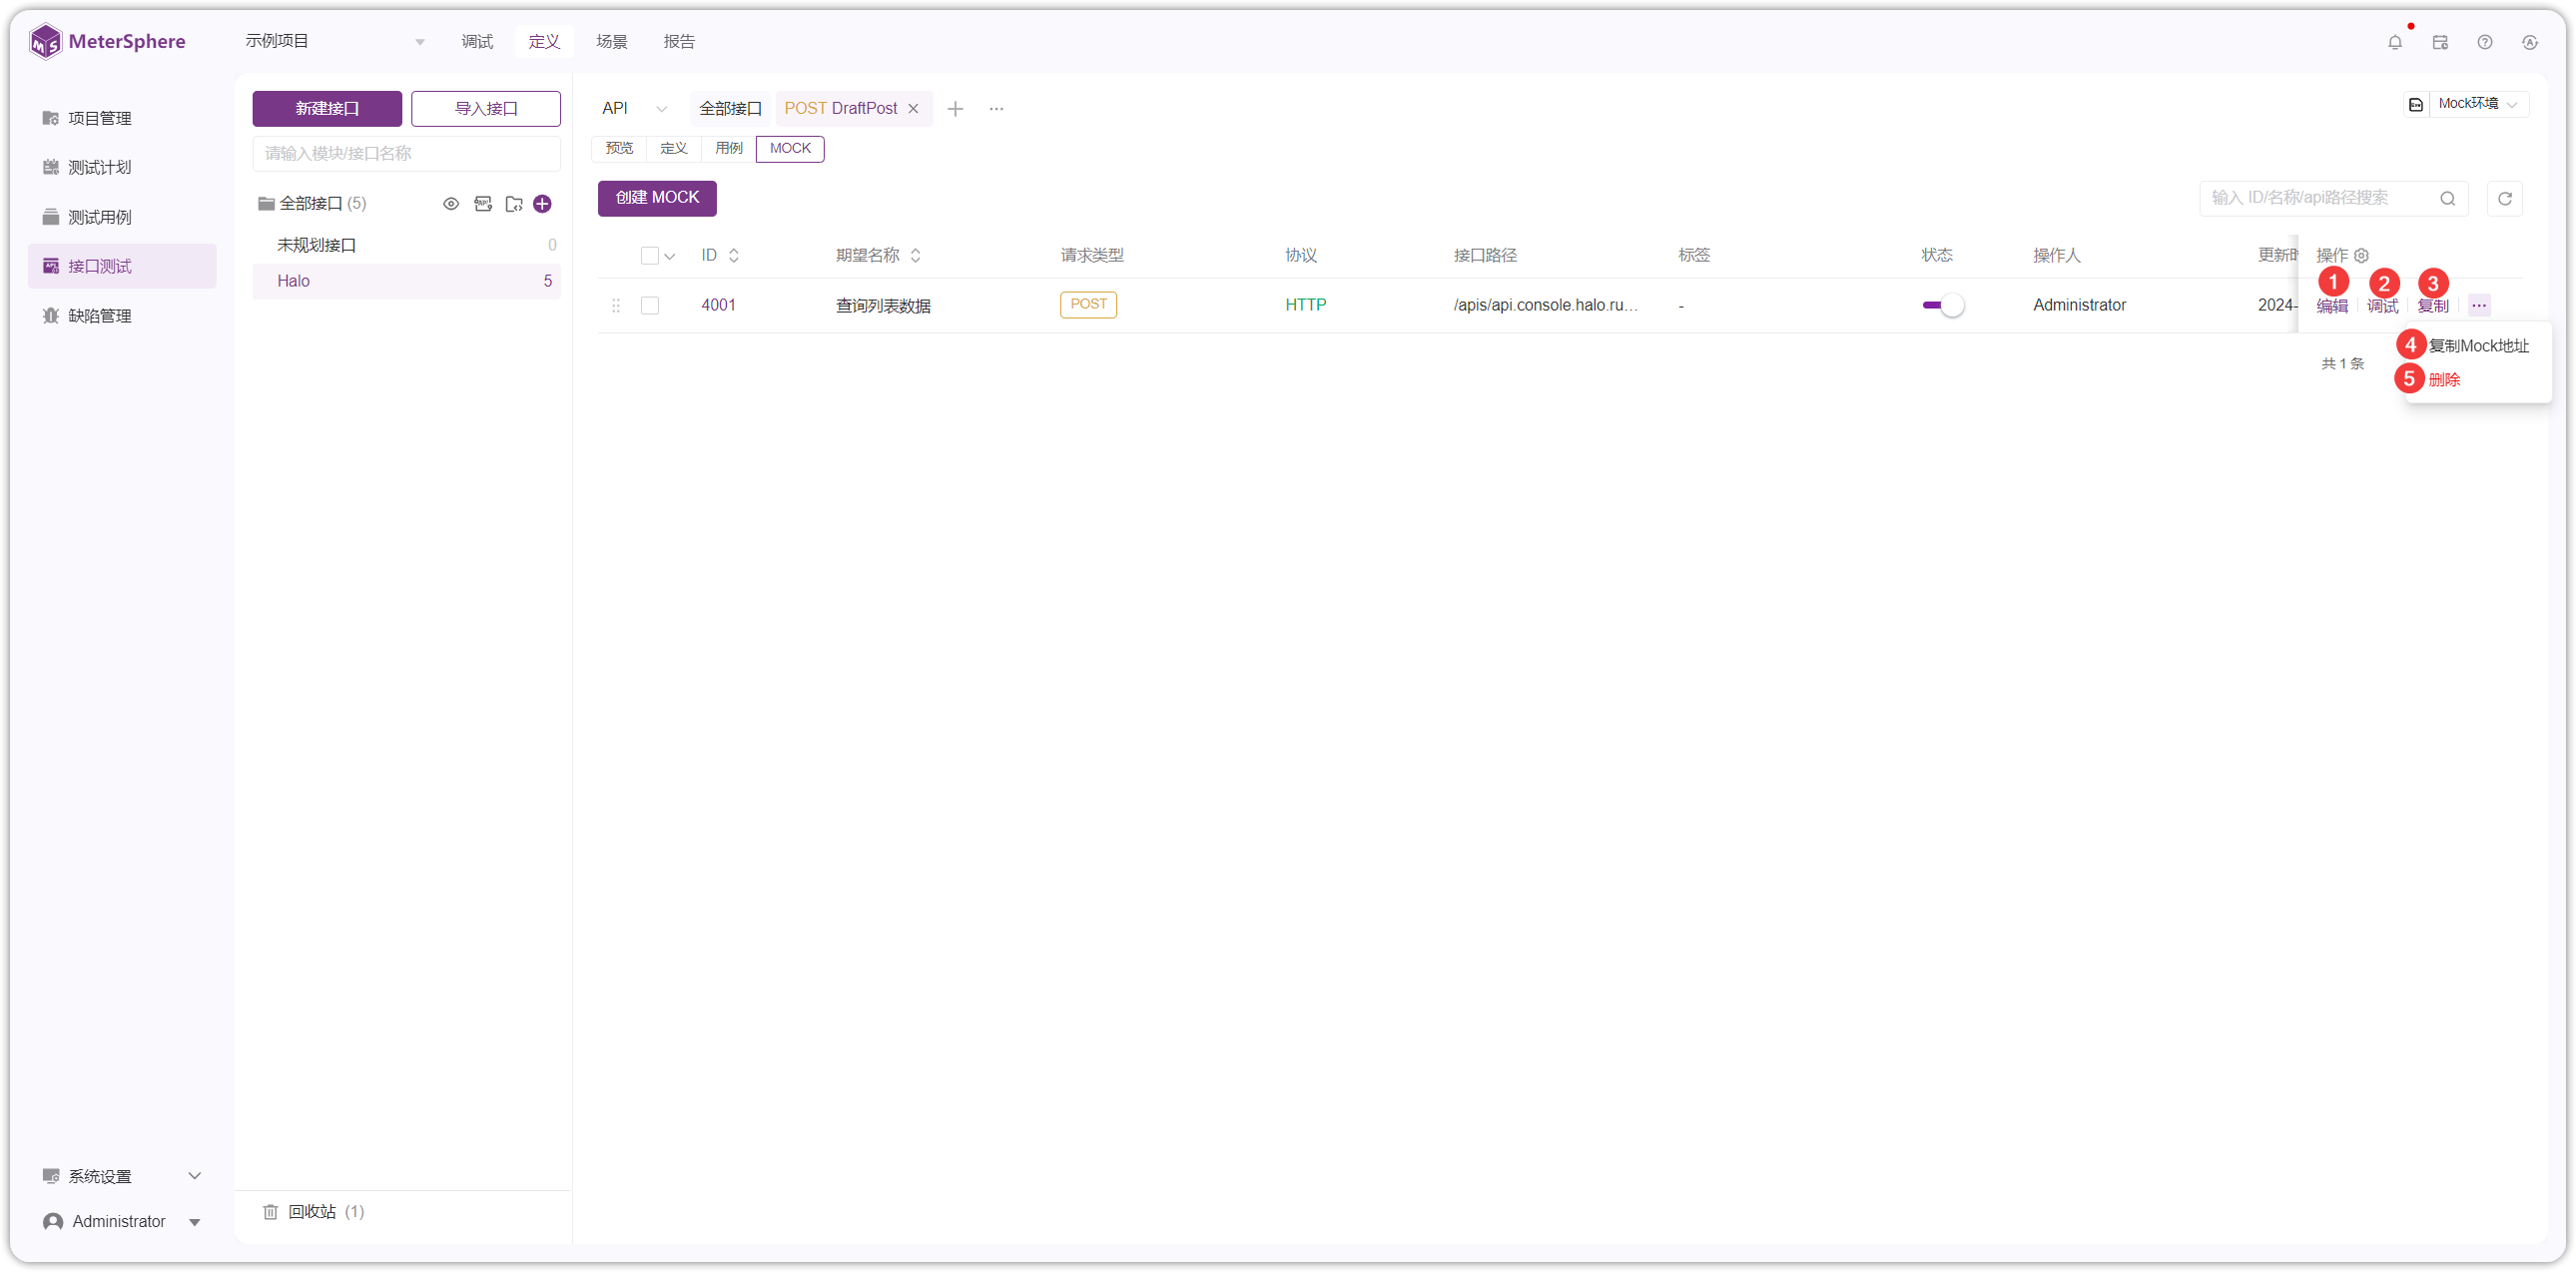 MeterSphere
示例项目
调试 定义 场景 报告
项目管理
测试计划
测试用例
接口测试
缺陷管理
系统设置
Administrator
新建接口 导入接口
请输入模块/接口名称
全部接口 (5)
未规划接口 0
Halo 5
回收站 (1)
API 全部接口 POST DraftPost
Mock环境
预览 定义 用例 MOCK
创建 MOCK
输入 ID/名称/api路径搜索
ID 期望名称 请求类型 协议 接口路径 标签 状态 操作人 更新时 操作
4001 查询列表数据 POST HTTP /apis/api.console.halo.ru... - Administrator 2024- 编辑 调试 复制 ...
1 2 3
4 复制Mock地址
5 删除
共 1 条